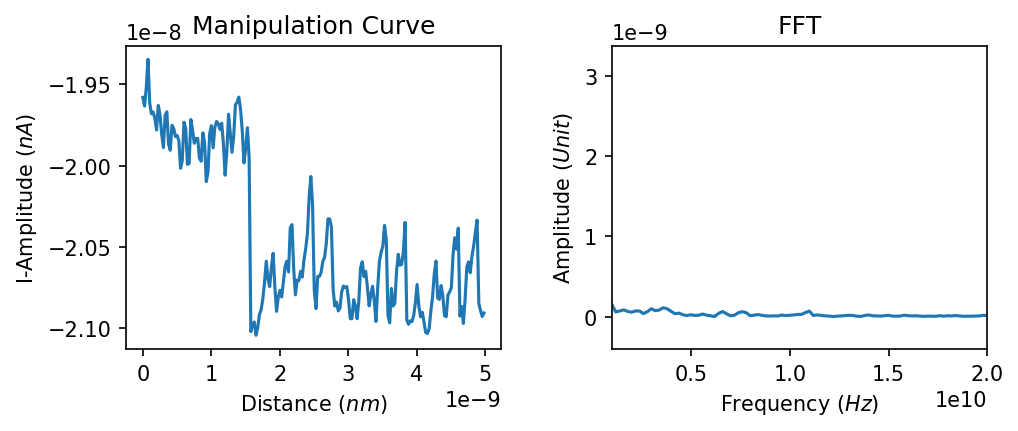 Manipulation Curve
1e−8
−1.95
−2.00
−2.05
−2.10
I-Amplitude (nA)
0 1 2 3 4 5
1e−9
Distance (nm)
FFT
1e−9
3
2
1
0
Amplitude (Unit)
0.5 1.0 1.5 2.0
1e10
Frequency (Hz)